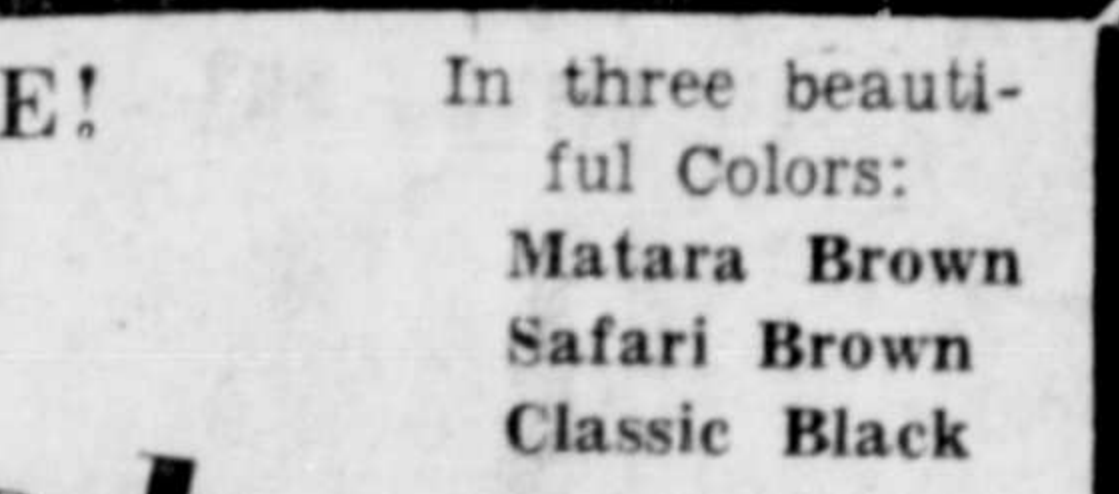 E!
In three beauti-
ful Colors:
Matara Brown
Safari Brown
Classic Black